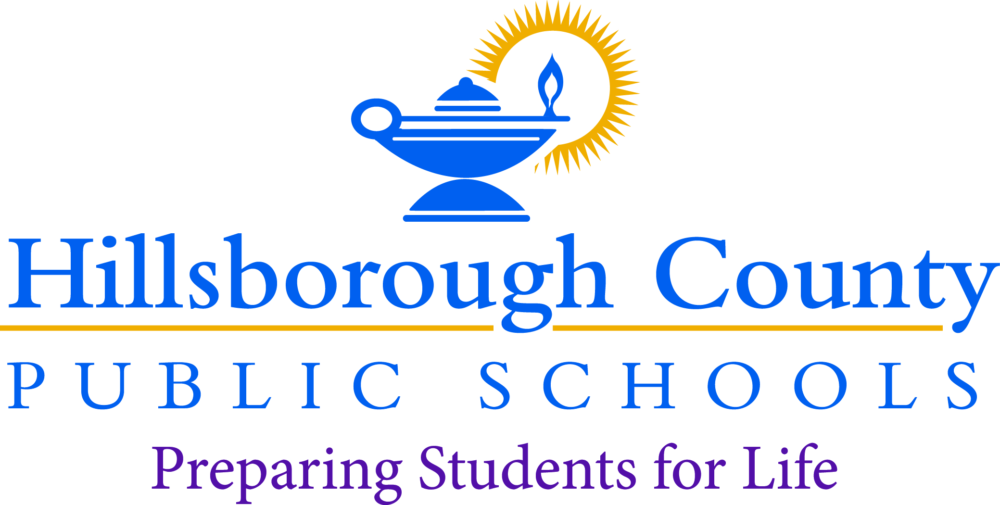 Hillsborough County
PUBLIC SCHOOLS
Preparing Students for Life